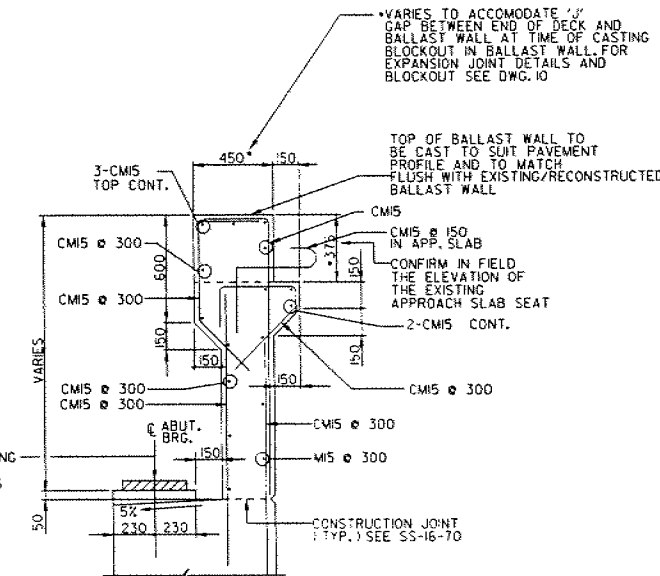 *VARIES TO ACCOMODATE 'J'
GAP BETWEEN END OF DECK AND
BALLAST WALL AT TIME OF CASTING
BLOCKOUT IN BALLAST WALL. FOR
EXPANSION JOINT DETAILS AND
BLOCKOUT SEE DWG. 10
TOP OF BALLAST WALL TO
BE CAST TO SUIT PAVEMENT
PROFILE AND TO MATCH
FLUSH WITH EXISTING/RECONSTRUCTED
BALLAST WALL
450*
150
3-CM15
TOP CONT.
CM15
CM15 @ 300
CM15 @ 150
IN APP. SLAB
CONFIRM IN FIELD
THE ELEVATION OF
THE EXISTING
APPROACH SLAB SEAT
600
150
CM15 @ 300
2-CM15 CONT.
150
150
VARIES
150
150
CM15 @ 300
CM15 @ 300
CM15 @ 300
CM15 @ 300
ABUT.
BRG.
150
M15 @ 300
NG
S
50
5%
230
230
CONSTRUCTION JOINT
(TYP.) SEE SS-16-70